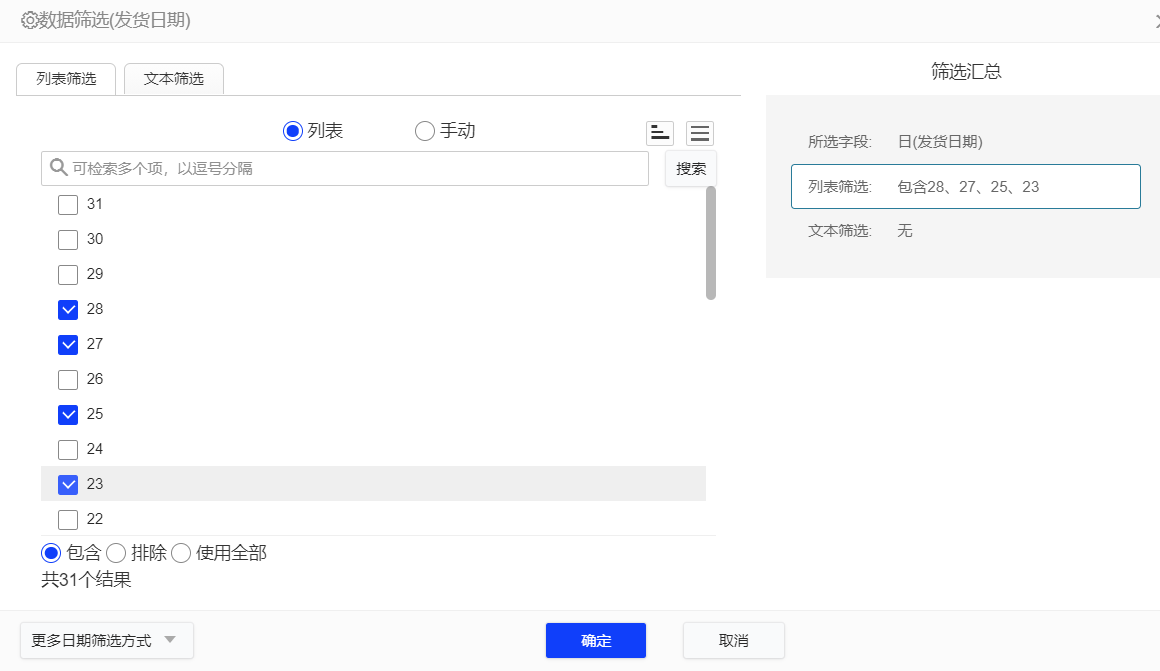 数据筛选(发货日期)
列表筛选
文本筛选
列表
手动
可检索多个项，以逗号分隔
搜索
31
30
29
28
27
26
25
24
23
22
包含
排除
使用全部
共31个结果
筛选汇总
所选字段: 日(发货日期)
列表筛选: 包含28、27、25、23
文本筛选: 无
更多日期筛选方式
确定
取消